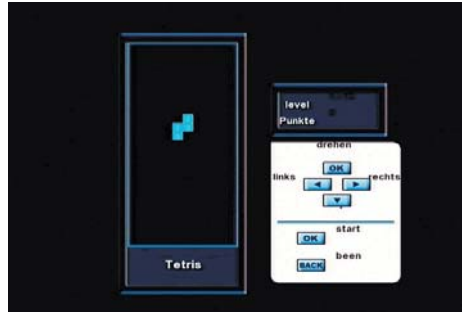 Tetris
level
Punkte
drehen
OK
links rechts
OK start
BACK been